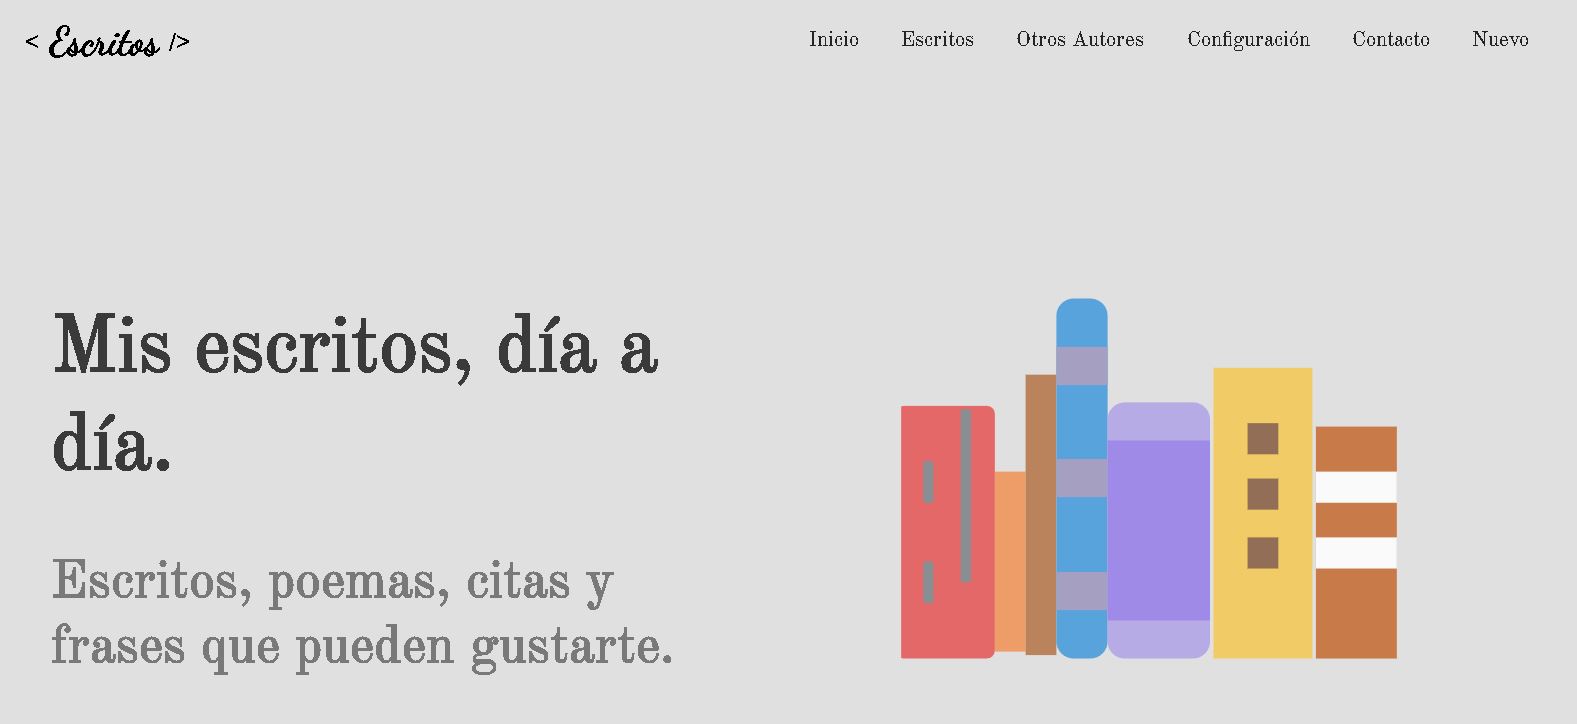 < Escritos />
Inicio Escritos Otros Autores Configuración Contacto Nuevo
Mis escritos, día a
día.
Escritos, poemas, citas y
frases que pueden gustarte.